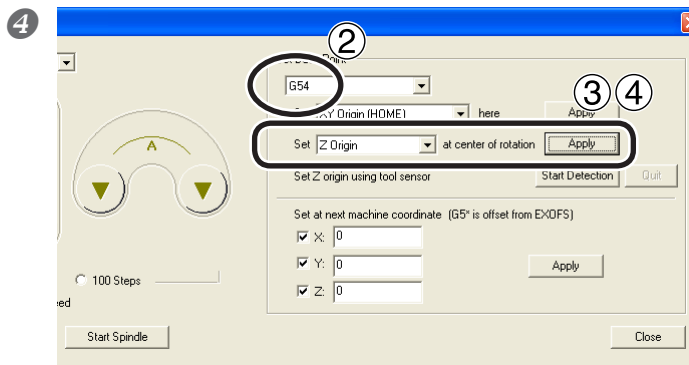 4
②
Point
G54
③ ④
XY Origin (HOME) here Apply
Set Z Origin at center of rotation Apply
A
Set Z origin using tool sensor Start Detection Quit
Set at next machine coordinate (G5* is offset from EXOFS)
X: 0
Y: 0 Apply
Z: 0
100 Steps
eed
Start Spindle Close